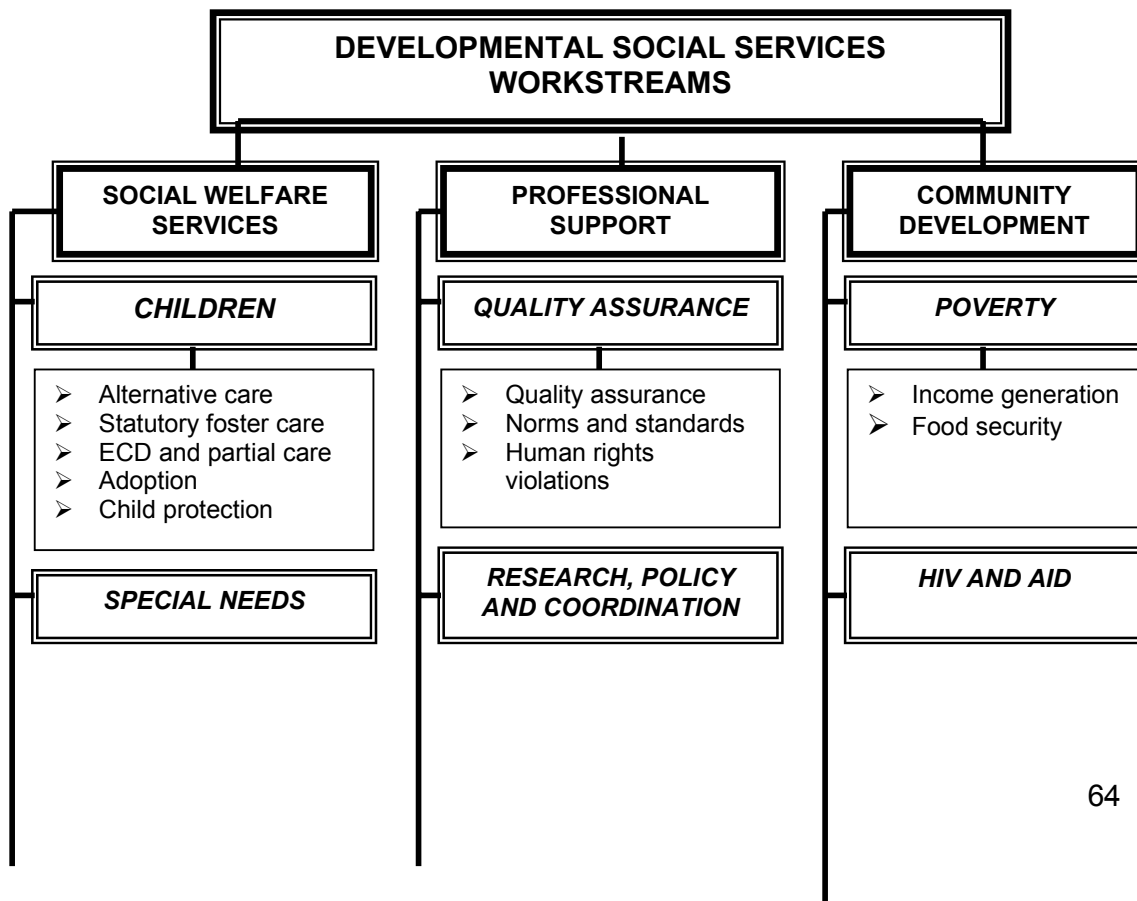 DEVELOPMENTAL SOCIAL SERVICES
WORKSTREAMS
SOCIAL WELFARE
SERVICES
CHILDREN
➢ Alternative care
➢ Statutory foster care
➢ ECD and partial care
➢ Adoption
➢ Child protection
SPECIAL NEEDS
PROFESSIONAL
SUPPORT
QUALITY ASSURANCE
➢ Quality assurance
➢ Norms and standards
➢ Human rights
violations
RESEARCH, POLICY
AND COORDINATION
COMMUNITY
DEVELOPMENT
POVERTY
➢ Income generation
➢ Food security
HIV AND AID
64